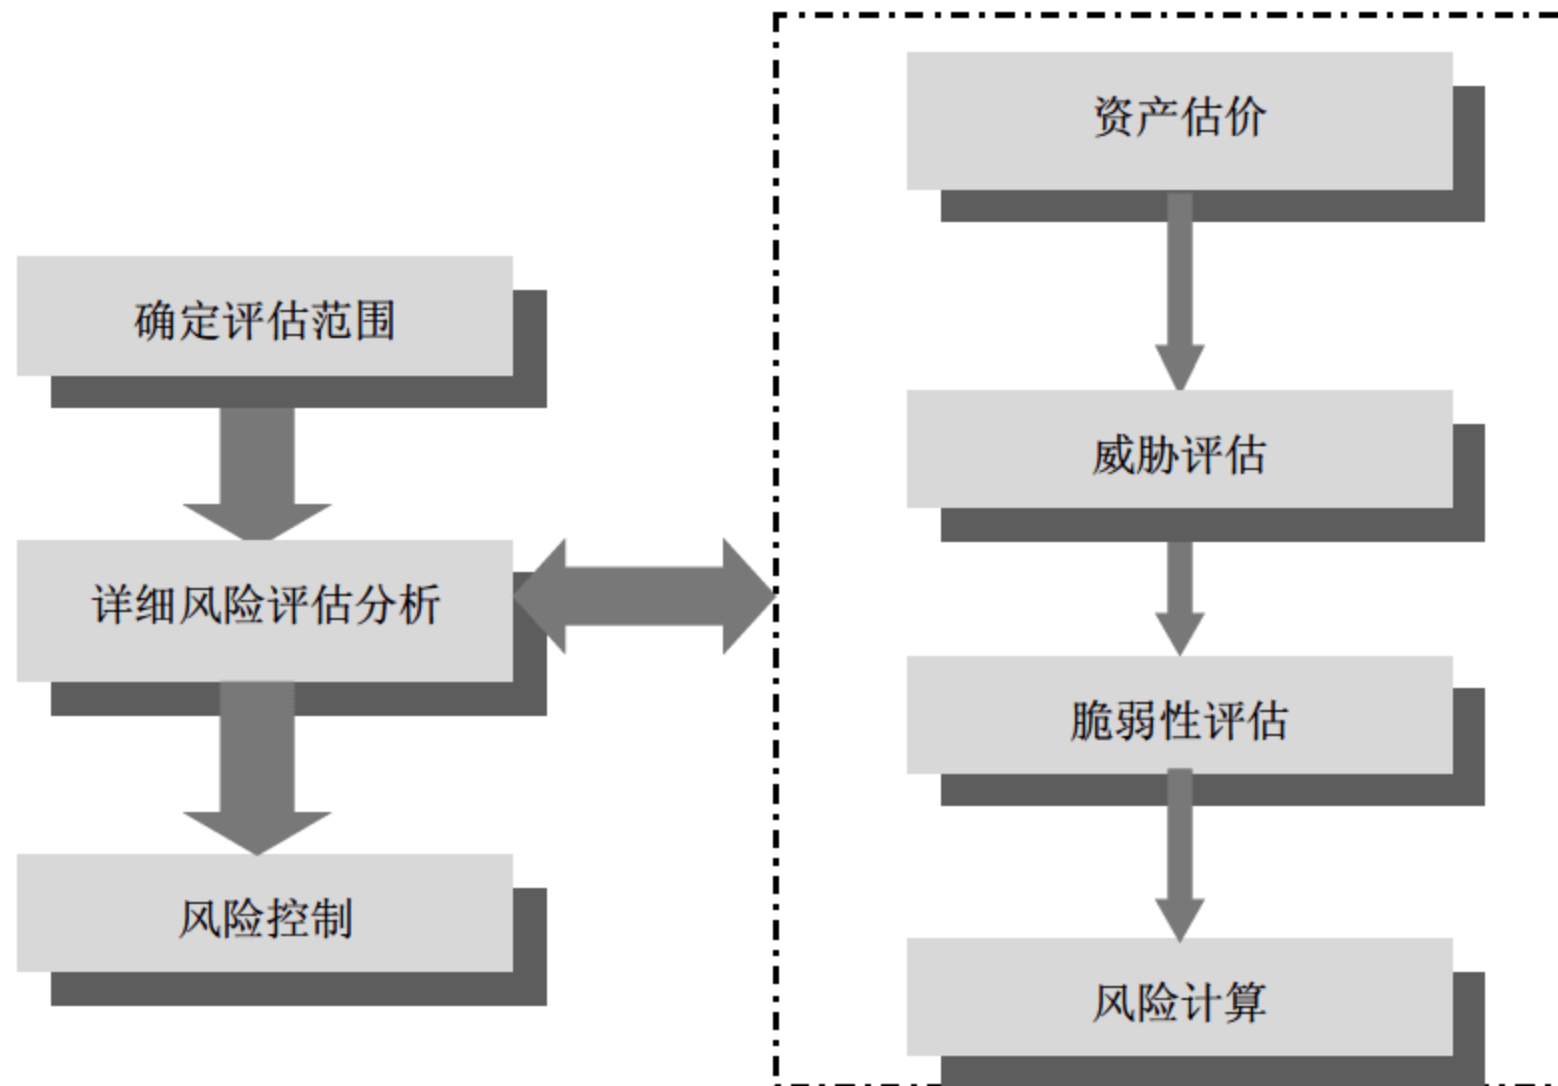 确定评估范围
详细风险评估分析
风险控制
资产估价
威胁评估
脆弱性评估
风险计算